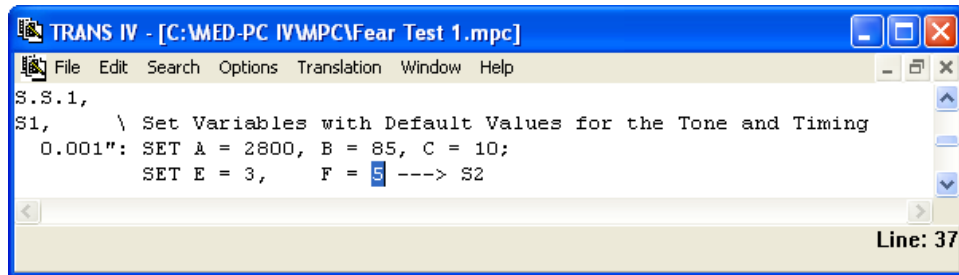 TRANS IV - [C:\MED-PC IV\MPC\Fear Test 1.mpc]
File Edit Search Options Translation Window Help
S.S.1,
S1, \ Set Variables with Default Values for the Tone and Timing
0.001": SET A = 2800, B = 85, C = 10;
SET E = 3, F = 5 ---> S2
Line: 37